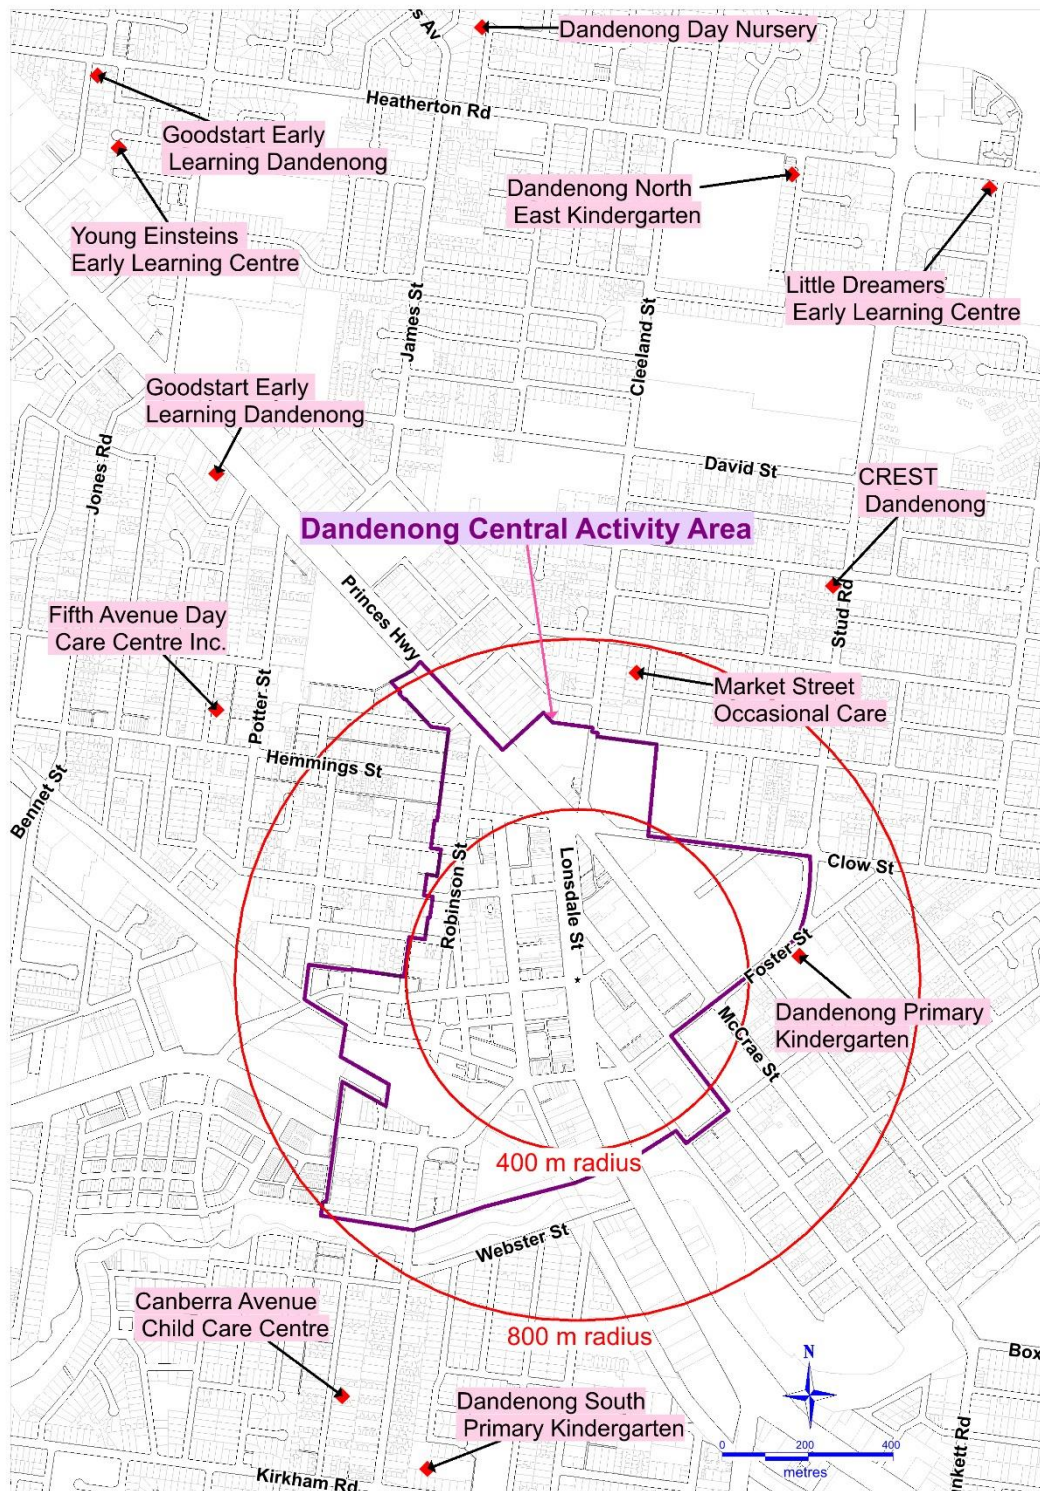 s Av
Dandenong Day Nursery
Heatherton Rd
Goodstart Early
Learning Dandenong
Dandenong North
East Kindergarten
Young Einsteins
Early Learning Centre
Little Dreamers
Early Learning Centre
James St
Cleeland St
Goodstart Early
Learning Dandenong
Jones Rd
David St
CREST
Dandenong
Dandenong Central Activity Area
Princes Hwy
Stud Rd
Fifth Avenue Day
Care Centre Inc.
Potter St
Market Street
Occasional Care
Hemmings St
Bennet St
Clow St
Robinson St
Lonsdale St
Foster St
McCrae St
Dandenong Primary
Kindergarten
400 m radius
Webster St
Canberra Avenue
Child Care Centre
800 m radius
N
Box
Dandenong South
Primary Kindergarten
0 200 400
metres
Kirkham Rd
nkett Rd